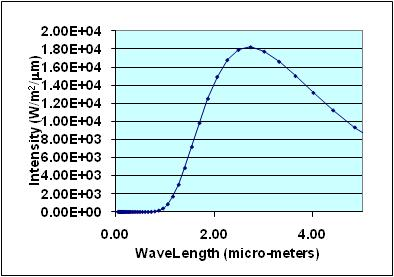 2.00E+04
1.80E+04
1.60E+04
1.40E+04
1.20E+04
1.00E+04
8.00E+03
6.00E+03
4.00E+03
2.00E+03
0.00E+00
Intensity (W/m²/µm)
0.00 2.00 4.00
WaveLength (micro-meters)